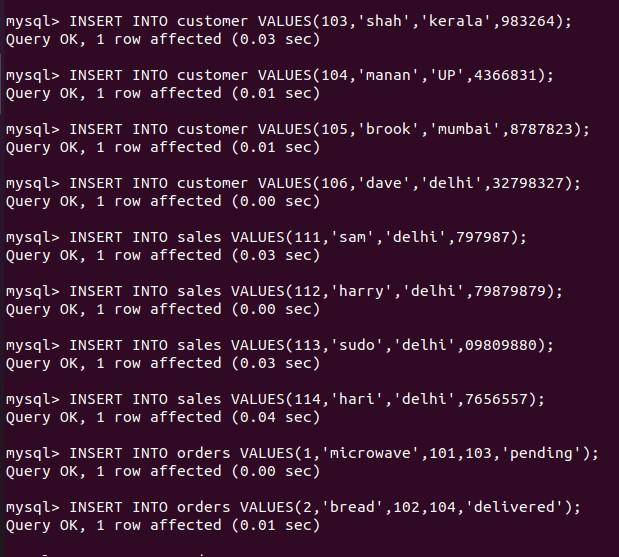 mysql> INSERT INTO customer VALUES(103,'shah','kerala',983264);
Query OK, 1 row affected (0.03 sec)
mysql> INSERT INTO customer VALUES(104,'manan','UP',4366831);
Query OK, 1 row affected (0.01 sec)
mysql> INSERT INTO customer VALUES(105,'brook','mumbai',8787823);
Query OK, 1 row affected (0.01 sec)
mysql> INSERT INTO customer VALUES(106,'dave','delhi',32798327);
Query OK, 1 row affected (0.00 sec)
mysql> INSERT INTO sales VALUES(111,'sam','delhi',797987);
Query OK, 1 row affected (0.03 sec)
mysql> INSERT INTO sales VALUES(112,'harry','delhi',79879879);
Query OK, 1 row affected (0.00 sec)
mysql> INSERT INTO sales VALUES(113,'sudo','delhi',09809880);
Query OK, 1 row affected (0.03 sec)
mysql> INSERT INTO sales VALUES(114,'hari','delhi',7656557);
Query OK, 1 row affected (0.04 sec)
mysql> INSERT INTO orders VALUES(1,'microwave',101,103,'pending');
Query OK, 1 row affected (0.00 sec)
mysql> INSERT INTO orders VALUES(2,'bread',102,104,'delivered');
Query OK, 1 row affected (0.01 sec)